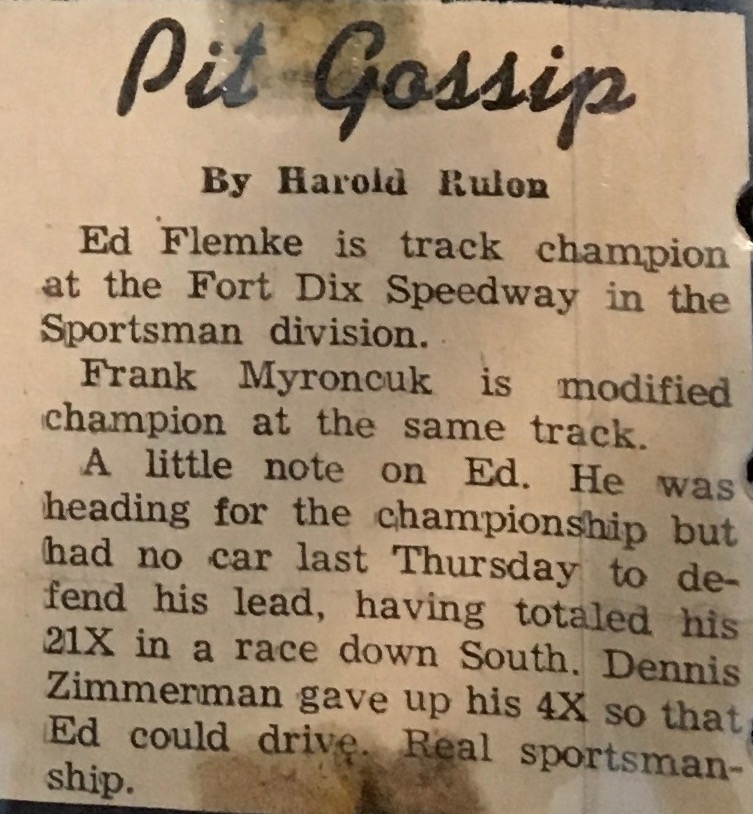 Pit Gossip
By Harold Rulon
Ed Flemke is track champion
at the Fort Dix Speedway in the
Sportsman division.
Frank Myroncuk is modified
champion at the same track.
A little note on Ed. He was
heading for the championship but
had no car last Thursday to de-
fend his lead, having totaled his
21X in a race down South. Dennis
Zimmerman gave up his 4X so that
Ed could drive. Real sportsman-
ship.